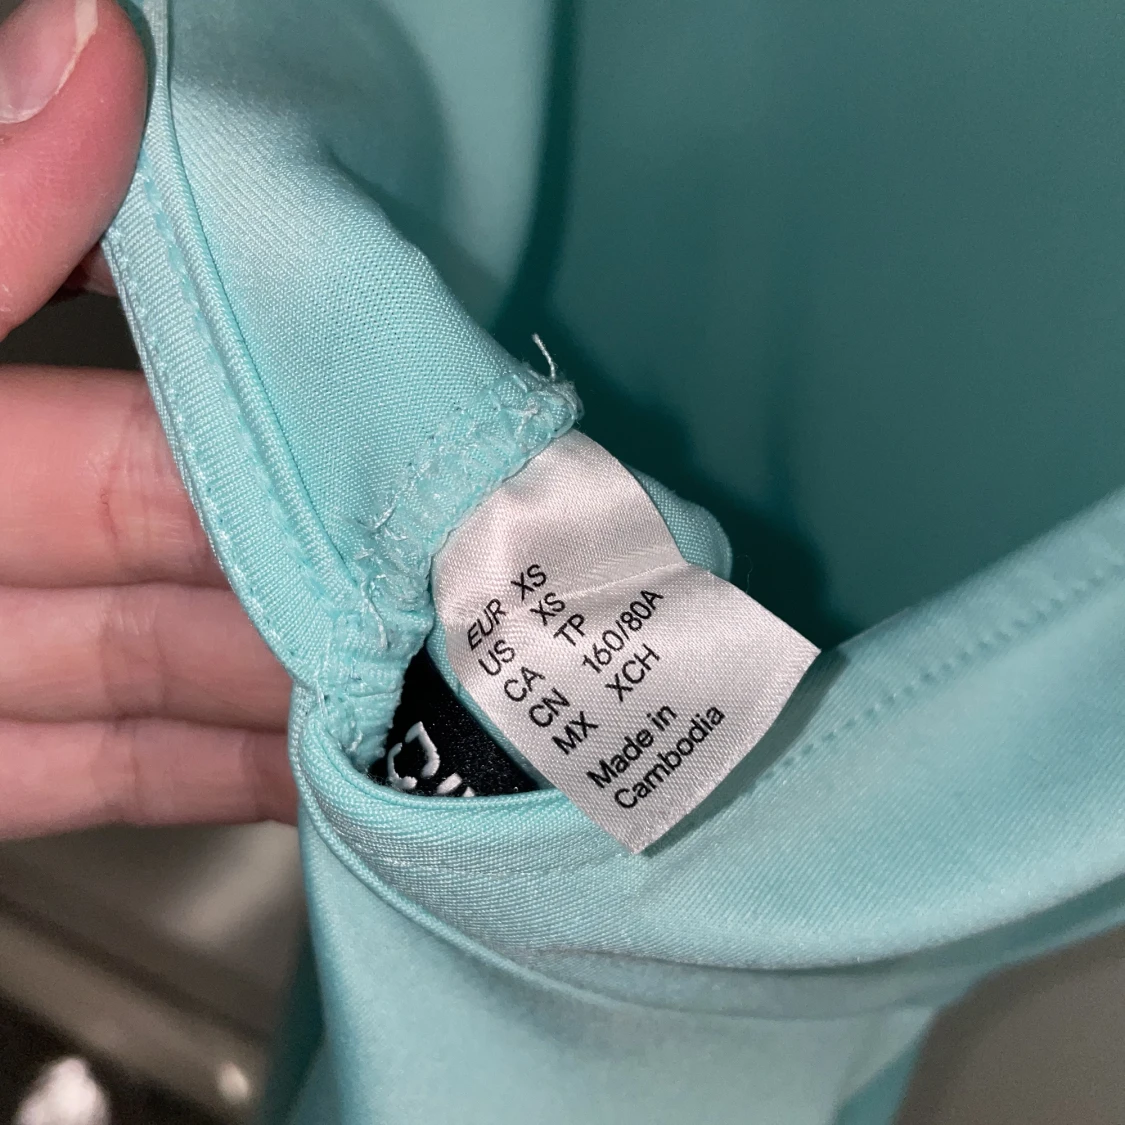 EUR XS
US XS
CA TP
CN 160/80A
MX XCH
Made in
Cambodia